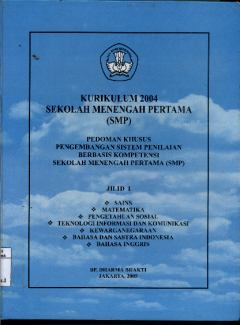 KURIKULUM 2004
SEKOLAH MENENGAH PERTAMA
(SMP)
PEDOMAN KHUSUS
PENGEMBANGAN SISTEM PENILAIAN
BERBASIS KOMPETENSI
SEKOLAH MENENGAH PERTAMA (SMP)
JILID 1
SAINS
MATEMATIKA
PENGETAHUAN SOSIAL
TEKNOLOGI INFORMASI DAN KOMUNIKASI
KEWARGANEGARAAN
BAHASA DAN SASTRA INDONESIA
BAHASA INGGRIS
BP. DHARMA BHAKTI
JAKARTA, 2005